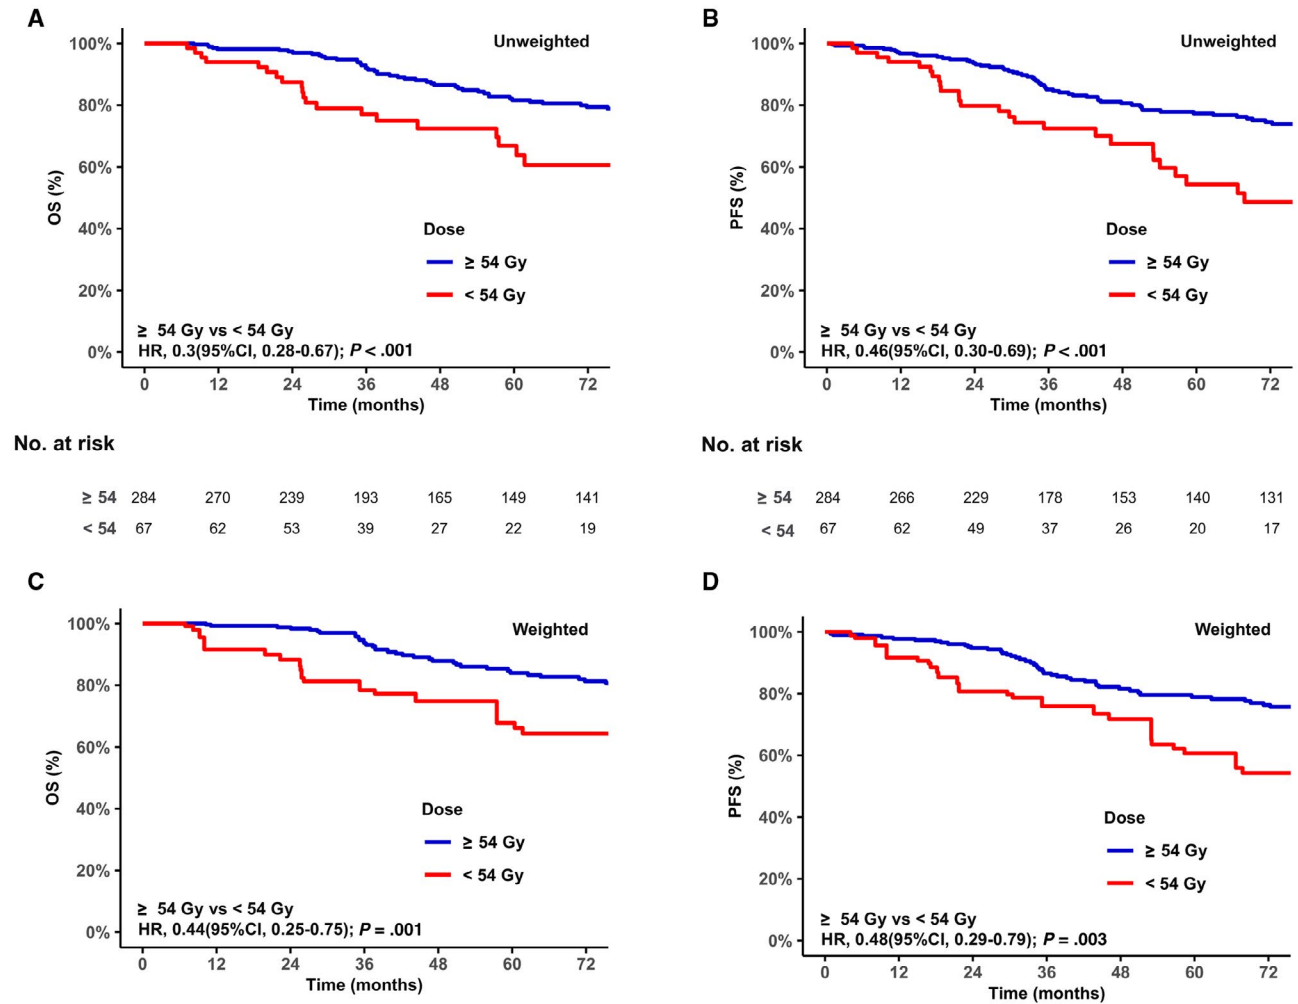 A
Unweighted
100%
80%
60%
40%
20%
0%
OS (%)
Dose
≥ 54 Gy
< 54 Gy
≥ 54 Gy vs < 54 Gy
HR, 0.3(95%CI, 0.28-0.67); P < .001
0 12 24 36 48 60 72
Time (months)
No. at risk
≥ 54 284 270 239 193 165 149 141
< 54 67 62 53 39 27 22 19
B
Unweighted
100%
80%
60%
40%
20%
0%
PFS (%)
Dose
≥ 54 Gy
< 54 Gy
≥ 54 Gy vs < 54 Gy
HR, 0.46(95%CI, 0.30-0.69); P < .001
0 12 24 36 48 60 72
Time (months)
No. at risk
≥ 54 284 266 229 178 153 140 131
< 54 67 62 49 37 26 20 17
C
Weighted
100%
80%
60%
40%
20%
0%
OS (%)
Dose
≥ 54 Gy
< 54 Gy
≥ 54 Gy vs < 54 Gy
HR, 0.44(95%CI, 0.25-0.75); P = .001
0 12 24 36 48 60 72
Time (months)
D
Weighted
100%
80%
60%
40%
20%
0%
PFS (%)
Dose
≥ 54 Gy
< 54 Gy
≥ 54 Gy vs < 54 Gy
HR, 0.48(95%CI, 0.29-0.79); P = .003
0 12 24 36 48 60 72
Time (months)